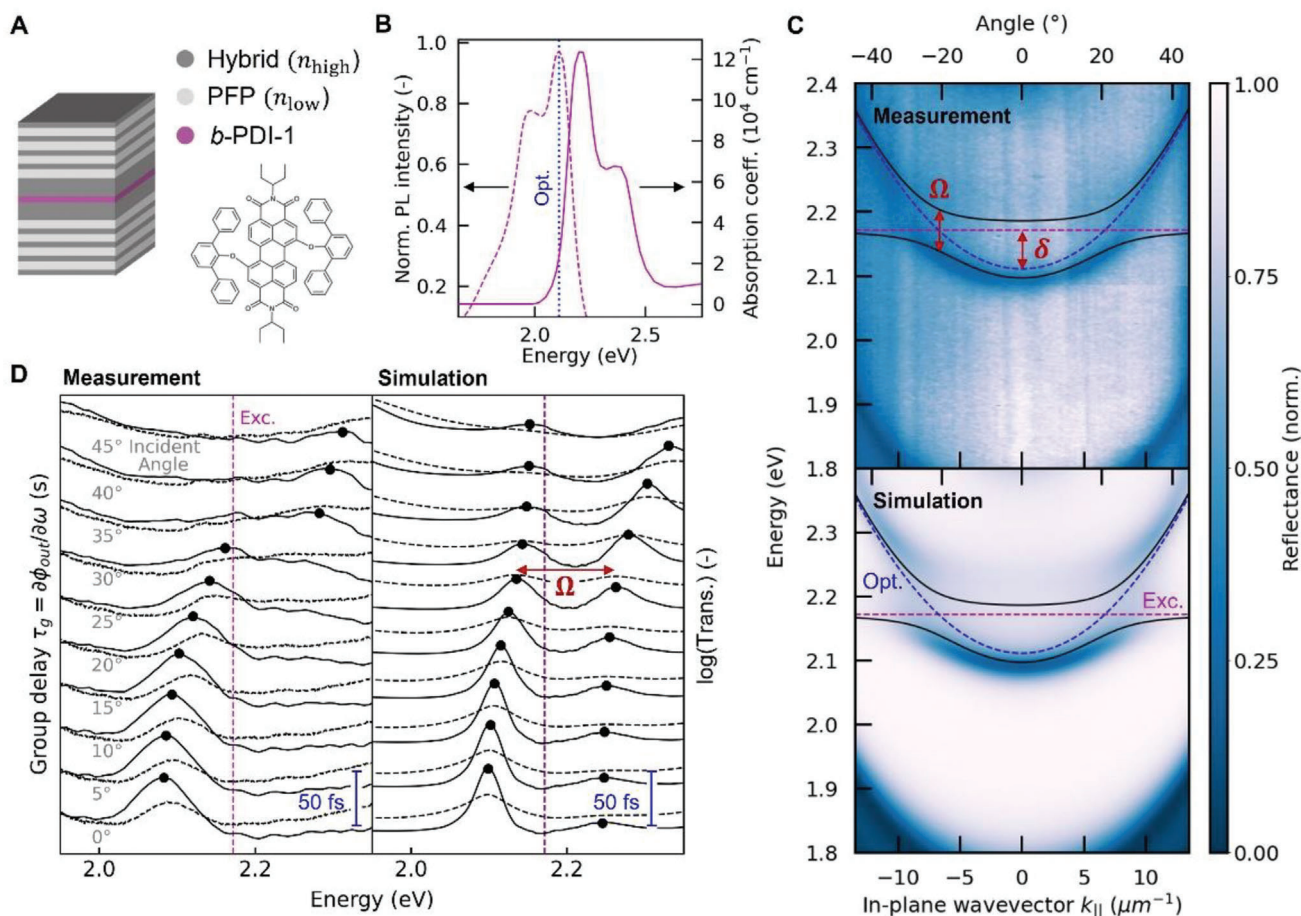 A
Hybrid (n_high)
PFP (n_low)
b-PDI-1
O
N
O
O
O
O
N
O
B
Norm. PL intensity (-)
1.0
0.8
0.6
0.4
0.2
Opt.
12
10
8
6
4
2
0
Absorption coeff. (10⁴ cm⁻¹)
2.0
2.5
Energy (eV)
C
Angle (°)
−40
−20
0
20
40
Measurement
Ω
δ
2.4
2.3
2.2
2.1
2.0
1.9
1.8
Simulation
Opt.
Exc.
2.3
2.2
2.1
2.0
1.9
1.8
Energy (eV)
−10
−5
0
5
10
In-plane wavevector k|| (μm⁻¹)
1.00
0.75
0.50
0.25
0.00
Reflectance (norm.)
D
Measurement
Simulation
Group delay τg = ∂ϕout/∂ω (s)
Exc.
45° Incident
Angle
40°
35°
30°
25°
20°
15°
10°
5°
0°
50 fs
Ω
50 fs
log(Trans.) (-)
2.0
2.2
2.0
2.2
Energy (eV)